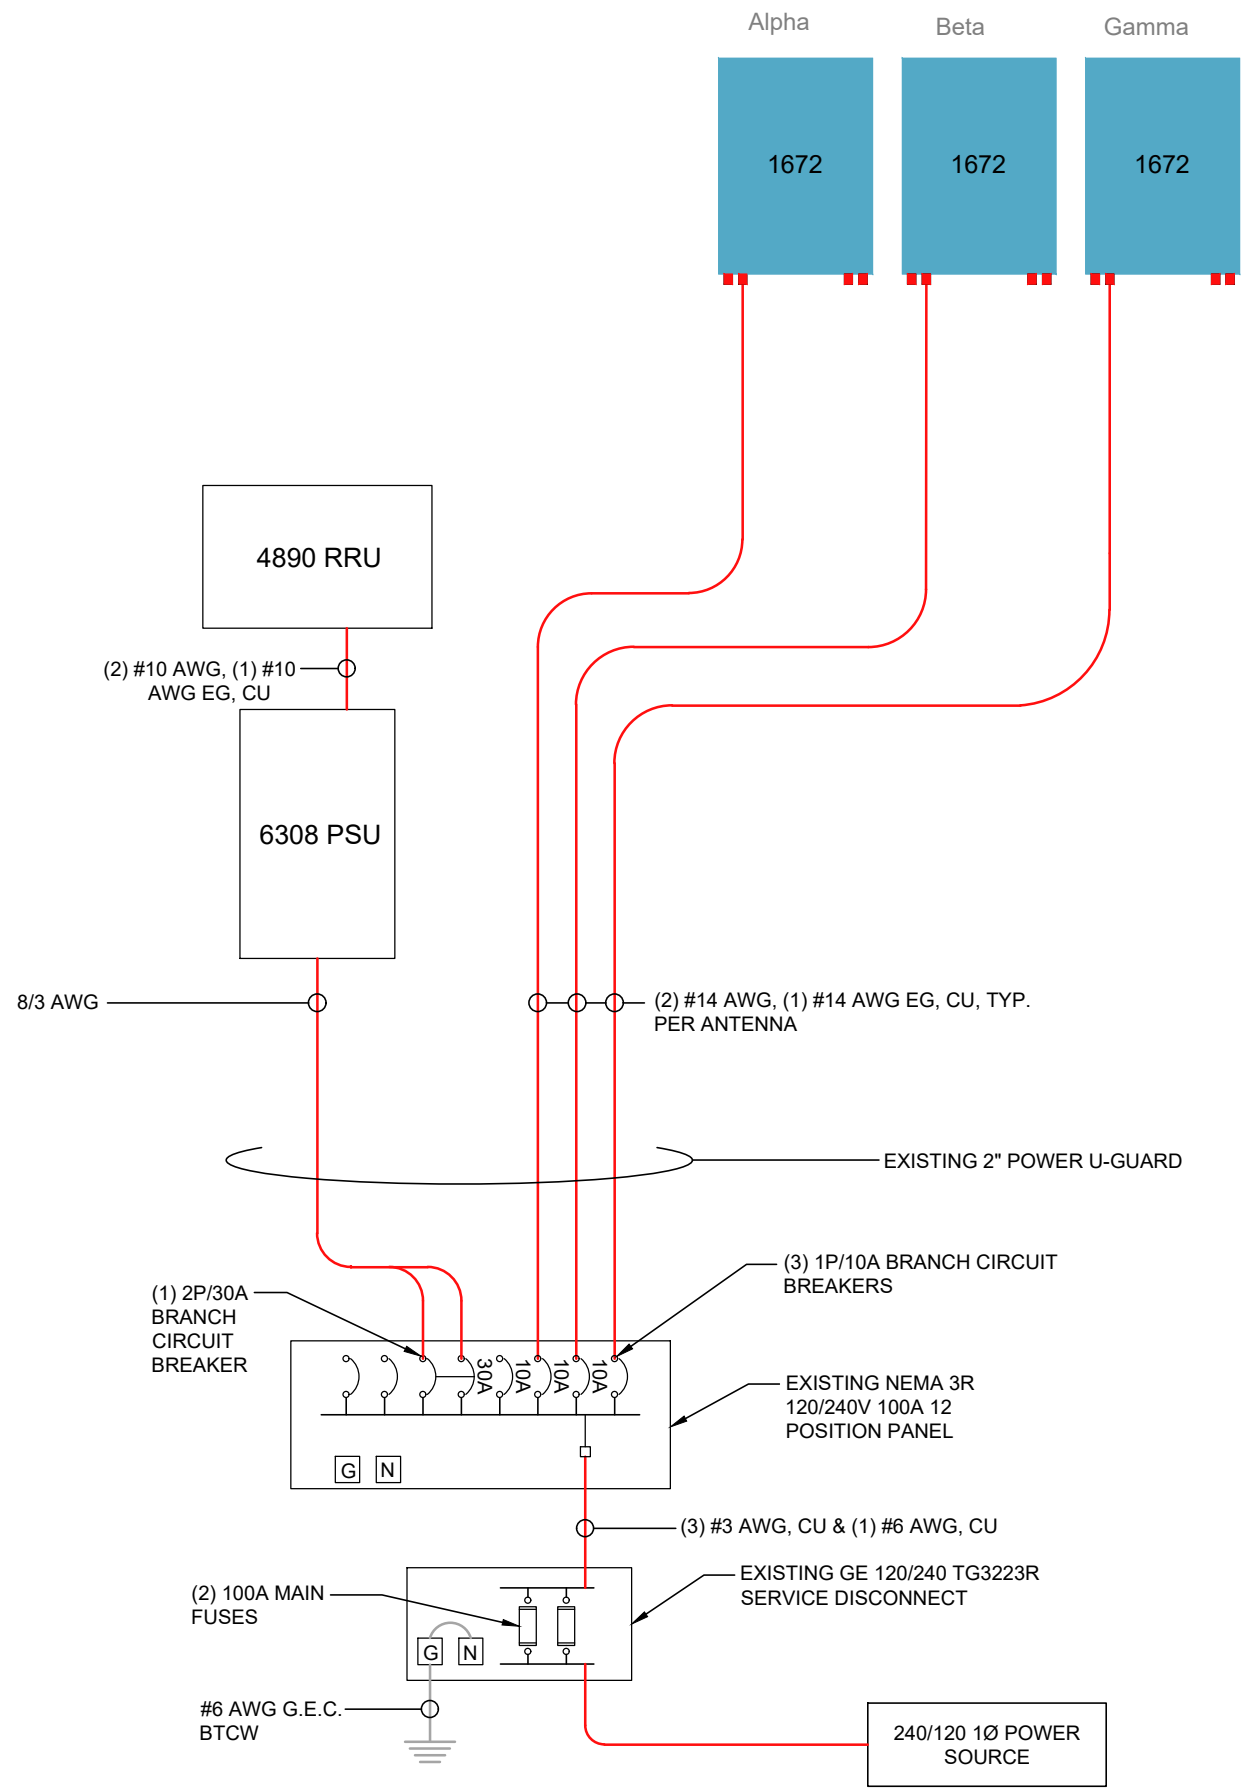 Alpha
Beta
Gamma
1672
1672
1672
4890 RRU
(2) #10 AWG, (1) #10
AWG EG, CU
6308 PSU
8/3 AWG
(2) #14 AWG, (1) #14 AWG EG, CU, TYP.
PER ANTENNA
EXISTING 2" POWER U-GUARD
(3) 1P/10A BRANCH CIRCUIT
BREAKERS
(1) 2P/30A
BRANCH
CIRCUIT
BREAKER
30A
10A
10A
10A
EXISTING NEMA 3R
120/240V 100A 12
POSITION PANEL
G
N
(3) #3 AWG, CU & (1) #6 AWG, CU
EXISTING GE 120/240 TG3223R
SERVICE DISCONNECT
(2) 100A MAIN
FUSES
G
N
#6 AWG G.E.C.
BTCW
240/120 1Ø POWER
SOURCE